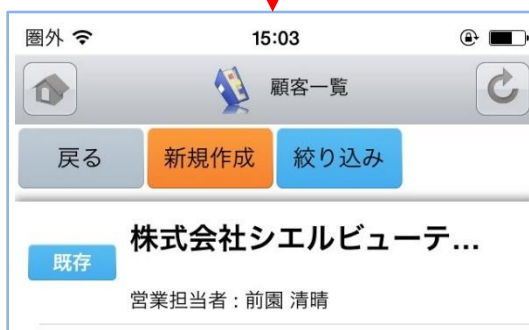 圏外 15:03
顧客一覧
戻る 新規作成 絞り込み
株式会社シエルビューテ...
既存
営業担当者 : 前園 清晴